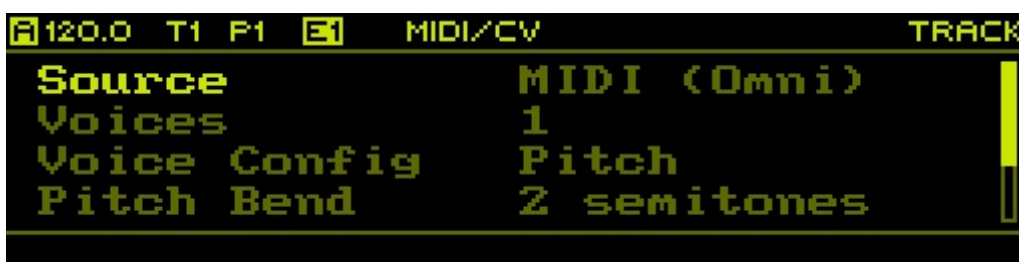 A 120.0 T1 P1 E1 MIDI/CV TRACK
Source MIDI (Omni)
Voices 1
Voice Config Pitch
Pitch Bend 2 semitones